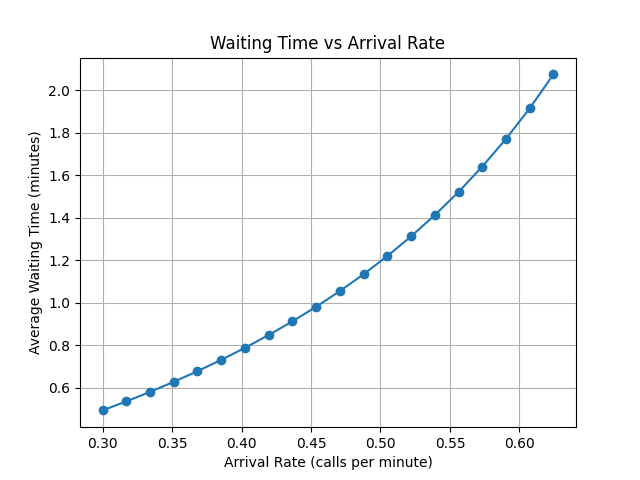 Waiting Time vs Arrival Rate
Average Waiting Time (minutes)
2.0
1.8
1.6
1.4
1.2
1.0
0.8
0.6
0.30 0.35 0.40 0.45 0.50 0.55 0.60
Arrival Rate (calls per minute)